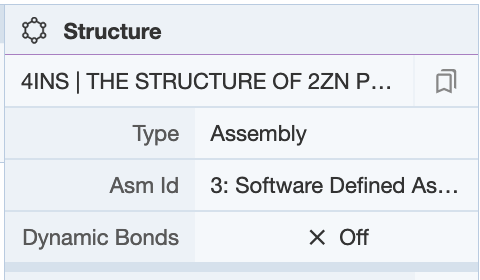 Structure
4INS | THE STRUCTURE OF 2ZN P...
Type Assembly
Asm Id 3: Software Defined As...
Dynamic Bonds × Off